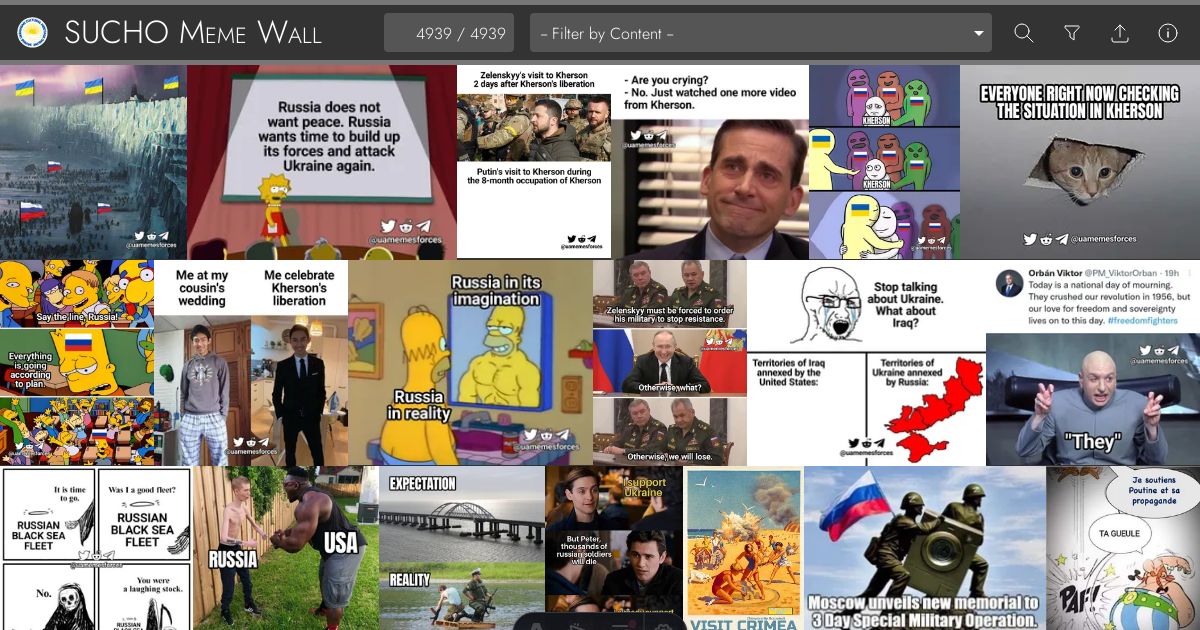 SUCHO MEME WALL
4939 / 4939
– Filter by Content –
Russia does not
want peace. Russia
wants time to build up
its forces and attack
Ukraine again.
@uamemesforces
@uamemesforces
Zelenskyy's visit to Kherson
2 days after Kherson's liberation
Putin's visit to Kherson during
the 8-month occupation of Kherson
@uamemesforces
- Are you crying?
- No. Just watched one more video
from Kherson.
@uamemesforces
KHERSON
KHERSON
@uamemesforces
EVERYONE RIGHT NOW CHECKING
THE SITUATION IN KHERSON
@uamemesforces
Say the line, Russia!
Everything
is going
according
to plan.
@uamemesforces
Me at my
cousin's
wedding
Me celebrate
Kherson's
liberation
@uamemesforces
Russia in its
imagination
Russia
in reality
@uamemesforces
Zelenskyy must be forced to order
his military to stop resistance.
@uamemesforces
Otherwise,what?
Otherwise, we will lose.
Stop talking
about Ukraine.
What about
Iraq?
Territories of Iraq
annexed by the
United States:
Territories of
Ukraine annexed
by Russia:
@uamemesforces
Orbán Viktor @PM_ViktorOrban · 19h
Today is a national day of mourning.
They crushed our revolution in 1956, but
our love for freedom and sovereignty
lives on to this day. #freedomfighters
@uamemesforces
"They"
It is time
to go.
RUSSIAN
BLACK SEA
FLEET
Was I a good fleet?
RUSSIAN
BLACK SEA
FLEET
@uamemesforces
No.
You were
a laughing stock.
RUSSIAN
BLACK SEA
RUSSIA
USA
EXPECTATION
REALITY
I support
Ukraine
But Peter,
thousands of
russian soldiers
will die
VISIT CRIMEA
Moscow unveils new memorial to
3 Day Special Military Operation.
Je soutiens
Poutine et sa
propagande
TA GUEULE
PAF!